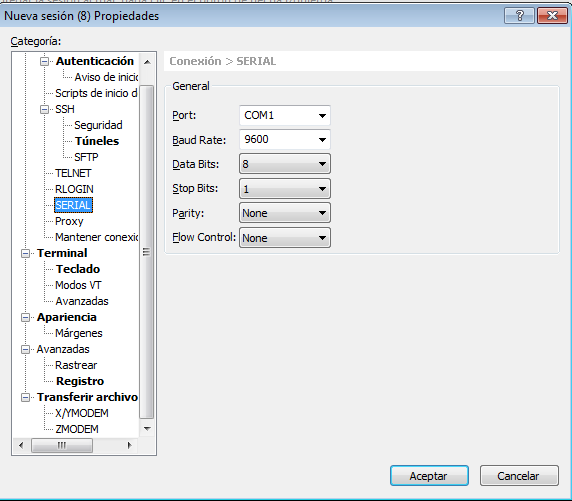 Nueva sesión (8) Propiedades
Categoría:
Autenticación
Aviso de inicio
Scripts de inicio d
SSH
Seguridad
Túneles
SFTP
TELNET
RLOGIN
SERIAL
Proxy
Mantener conexi
Terminal
Teclado
Modos VT
Avanzadas
Apariencia
Márgenes
Avanzadas
Rastrear
Registro
Transferir archivo
X/YMODEM
ZMODEM
Conexión > SERIAL
General
Port: COM1
Baud Rate: 9600
Data Bits: 8
Stop Bits: 1
Parity: None
Flow Control: None
Aceptar Cancelar